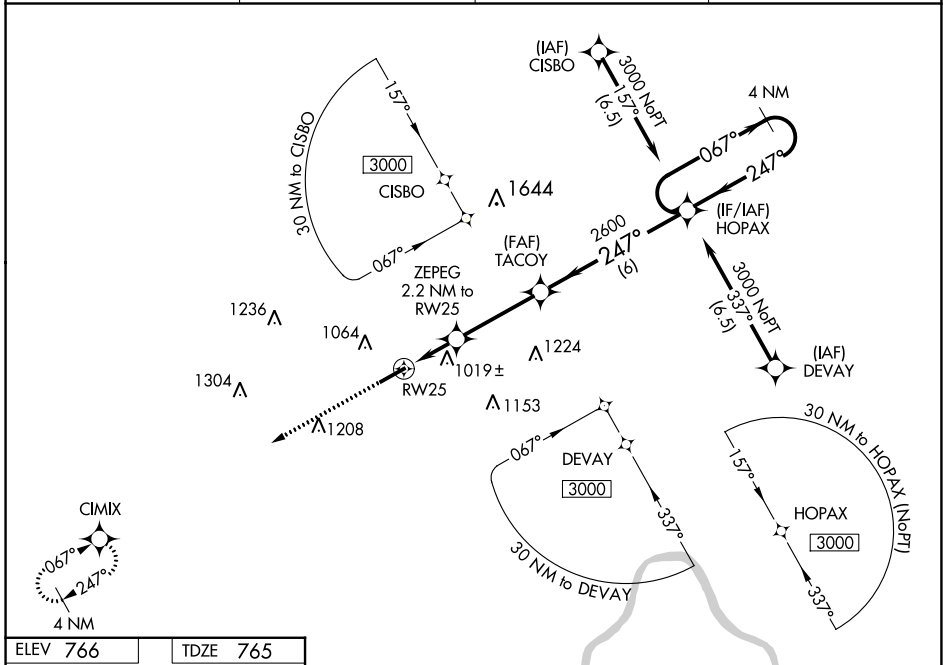 (IAF)
CISBO
3000 NoPT
157°
(6.5)
4 NM
067°
247°
30 NM to CISBO
157°
3000
CISBO
067°
1644
(IF/IAF)
HOPAX
2600
247°
(6)
(FAF)
TACOY
ZEPEG
2.2 NM to
RW25
3000 NoPT
337°
(6.5)
(IAF)
DEVAY
1236
1064
1224
1019±
1304
RW25
1153
1208
067°
DEVAY
3000
337°
30 NM to DEVAY
30 NM to HOPAX (NoPT)
157°
HOPAX
3000
337°
CIMIX
067°
247°
4 NM
ELEV 766
TDZE 765